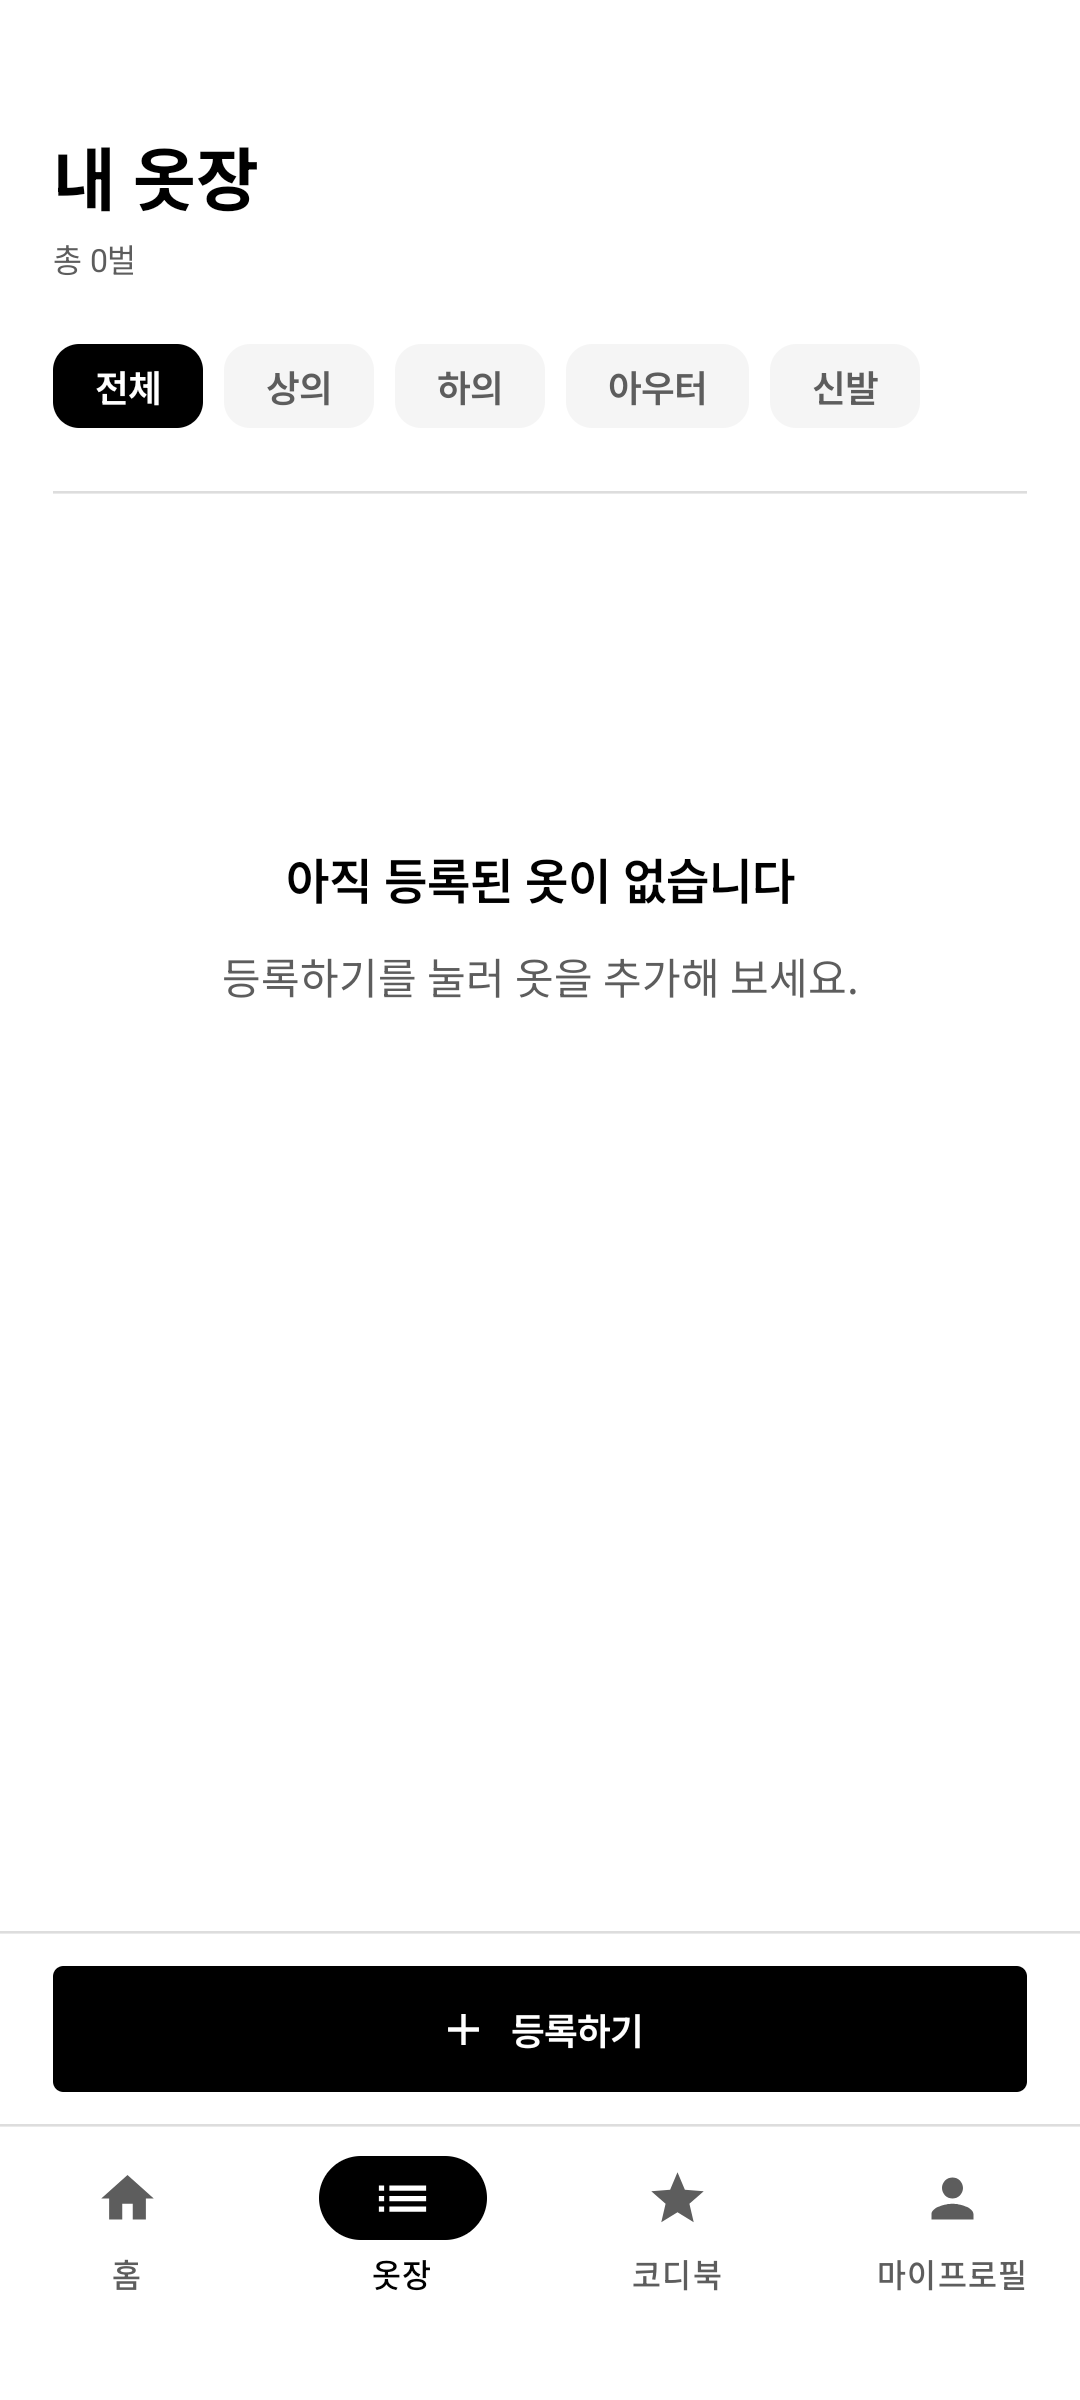 내 옷장
총 0벌
전체 상의 하의 아우터 신발
아직 등록된 옷이 없습니다
등록하기를 눌러 옷을 추가해 보세요.
등록하기
홈 옷장 코디북 마이프로필